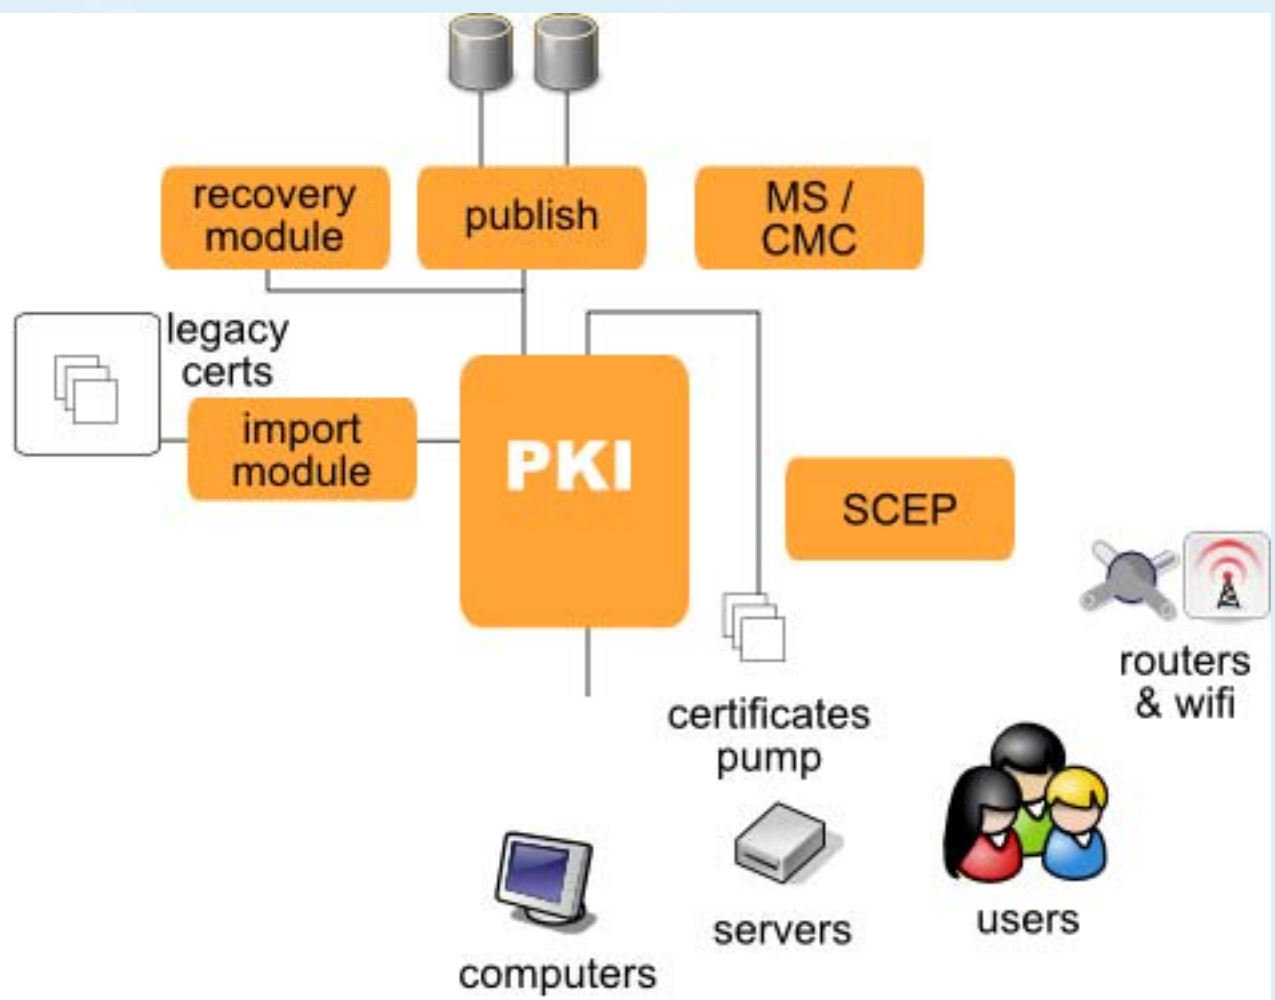 recovery
module
publish
MS /
CMC
legacy
certs
import
module
PKI
SCEP
routers
& wifi
certificates
pump
servers
users
computers